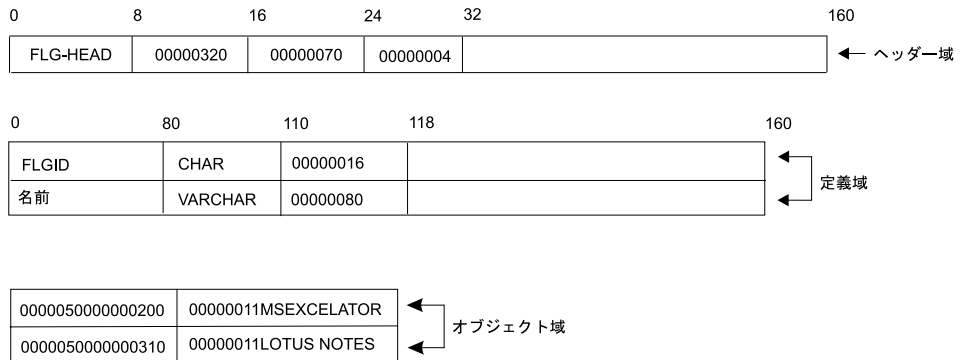 0 8 16 24 32 160
FLG-HEAD 00000320 00000070 00000004 ヘッダー域
0 80 110 118 160
FLGID CHAR 00000016
定義域
名前 VARCHAR 00000080
0000050000000200 00000011MSEXCELATOR
オブジェクト域
0000050000000310 00000011LOTUS NOTES